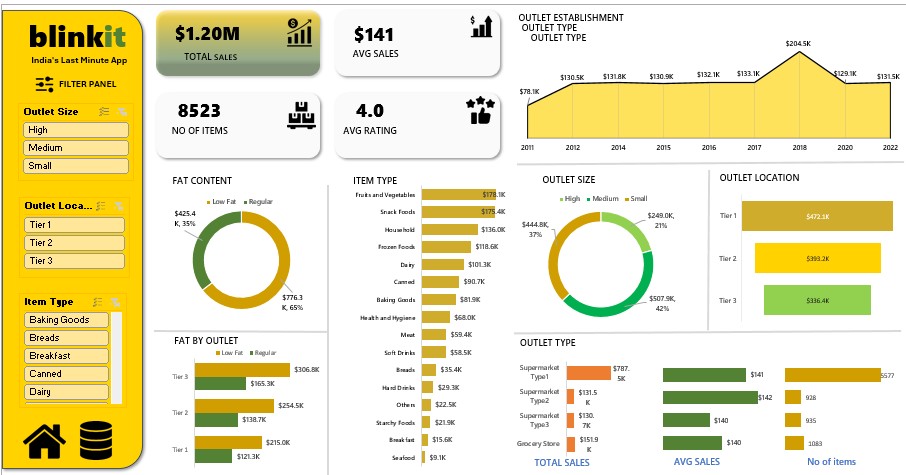 blinkit
India's Last Minute App
FILTER PANEL
Outlet Size
High
Medium
Small
Outlet Loca...
Tier 1
Tier 2
Tier 3
Item Type
Baking Goods
Breads
Breakfast
Canned
Dairy
$1.20M
TOTAL SALES
$141
AVG SALES
8523
NO OF ITEMS
4.0
AVG RATING
OUTLET ESTABLISHMENT
OUTLET TYPE
OUTLET TYPE
$78.1K
$130.5K
$131.8K
$130.9K
$132.1K
$133.1K
$204.5K
$129.1K
$131.5K
2011
2012
2014
2015
2016
2017
2018
2020
2022
FAT CONTENT
Low Fat
Regular
$425.4
K, 35%
$776.3
K, 65%
FAT BY OUTLET
Low Fat
Regular
Tier 3
$306.8K
$165.3K
Tier 2
$254.5K
$138.7K
Tier 1
$215.0K
$121.3K
ITEM TYPE
Fruits and Vegetables $178.1K
Snack Foods $175.4K
Household $136.0K
Frozen Foods $118.6K
Dairy $101.3K
Canned $90.7K
Baking Goods $81.9K
Health and Hygiene $68.0K
Meat $59.4K
Soft Drinks $58.5K
Breads $35.4K
Hard Drinks $29.3K
Others $22.5K
Starchy Foods $21.9K
Breakfast $15.6K
Seafood $9.1K
OUTLET SIZE
High
Medium
Small
$444.8K,
37%
$249.0K,
21%
$507.9K,
42%
OUTLET LOCATION
Tier 1 $472.1K
Tier 2 $393.2K
Tier 3 $336.4K
OUTLET TYPE
Supermarket
Type1
$787.
5K
Supermarket
Type2
$131.5
K
Supermarket
Type3
$130.
7K
Grocery Store
$151.9
K
TOTAL SALES
$141
$142
$140
$140
AVG SALES
5577
928
935
1083
No of items